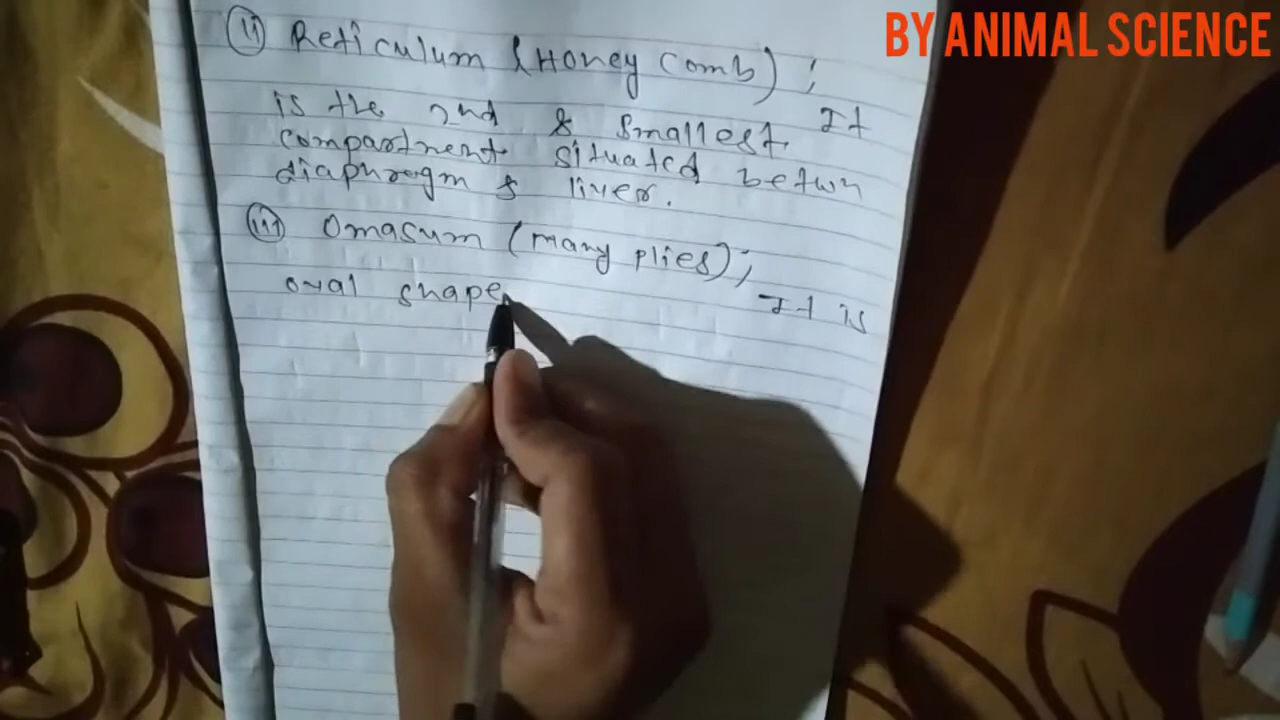 BY ANIMAL SCIENCE
(ii) Reticulum (Honey Comb) ; It
is the 2nd & smallest
compartment situated betwn
diaphragm & liver.
(iii) Omasum (many plies); It is
oval shape